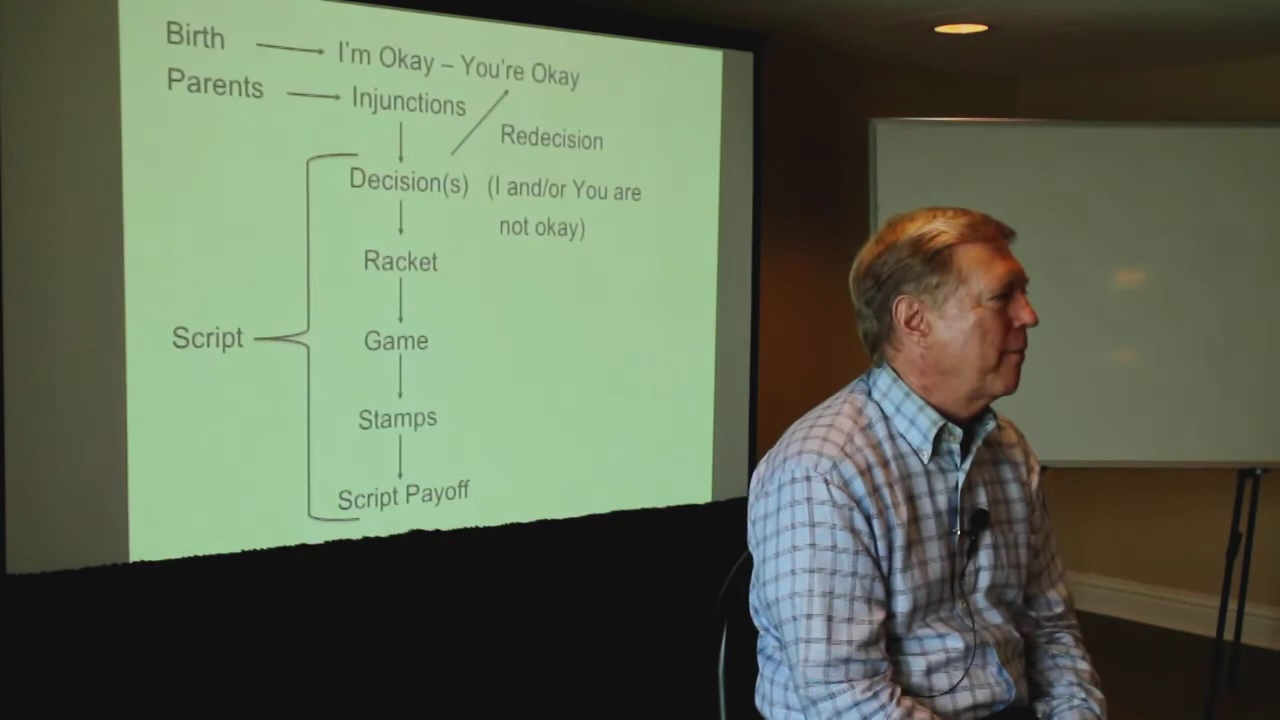 Birth → I'm Okay – You're Okay
Parents → Injunctions
Redecision
Decision(s) (I and/or You are
not okay)
Racket
Script
Game
Stamps
Script Payoff